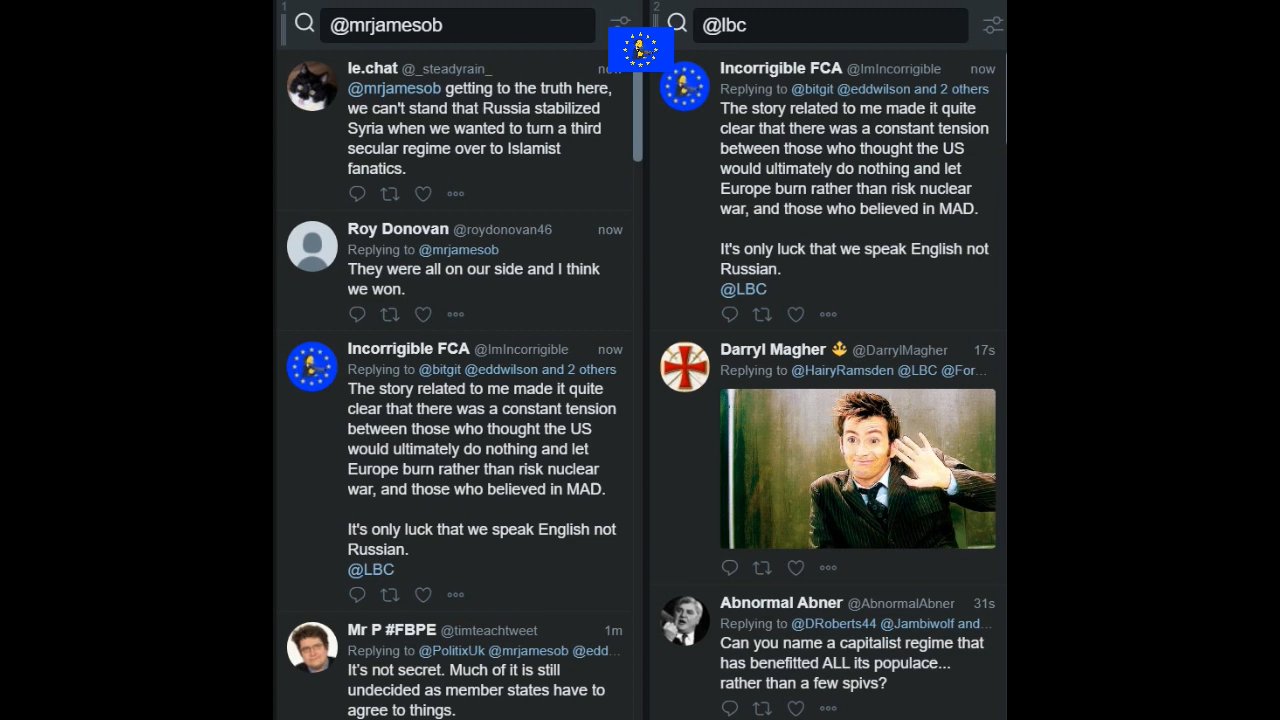 1
@mrjamesob
le.chat @_steadyrain_
@mrjamesob getting to the truth here,
we can't stand that Russia stabilized
Syria when we wanted to turn a third
secular regime over to Islamist
fanatics.
Roy Donovan @roydonovan46 now
Replying to @mrjamesob
They were all on our side and I think
we won.
Incorrigible FCA @ImIncorrigible now
Replying to @bitgit @eddwilson and 2 others
The story related to me made it quite
clear that there was a constant tension
between those who thought the US
would ultimately do nothing and let
Europe burn rather than risk nuclear
war, and those who believed in MAD.
It's only luck that we speak English not
Russian.
@LBC
Mr P #FBPE @timteachtweet 1m
Replying to @PolitixUk @mrjamesob @edd...
It's not secret. Much of it is still
undecided as member states have to
agree to things.
2
@lbc
Incorrigible FCA @ImIncorrigible now
Replying to @bitgit @eddwilson and 2 others
The story related to me made it quite
clear that there was a constant tension
between those who thought the US
would ultimately do nothing and let
Europe burn rather than risk nuclear
war, and those who believed in MAD.
It's only luck that we speak English not
Russian.
@LBC
Darryl Magher @DarrylMagher 17s
Replying to @HairyRamsden @LBC @For...
Abnormal Abner @AbnormalAbner 31s
Replying to @DRoberts44 @Jambiwolf and...
Can you name a capitalist regime that
has benefitted ALL its populace...
rather than a few spivs?